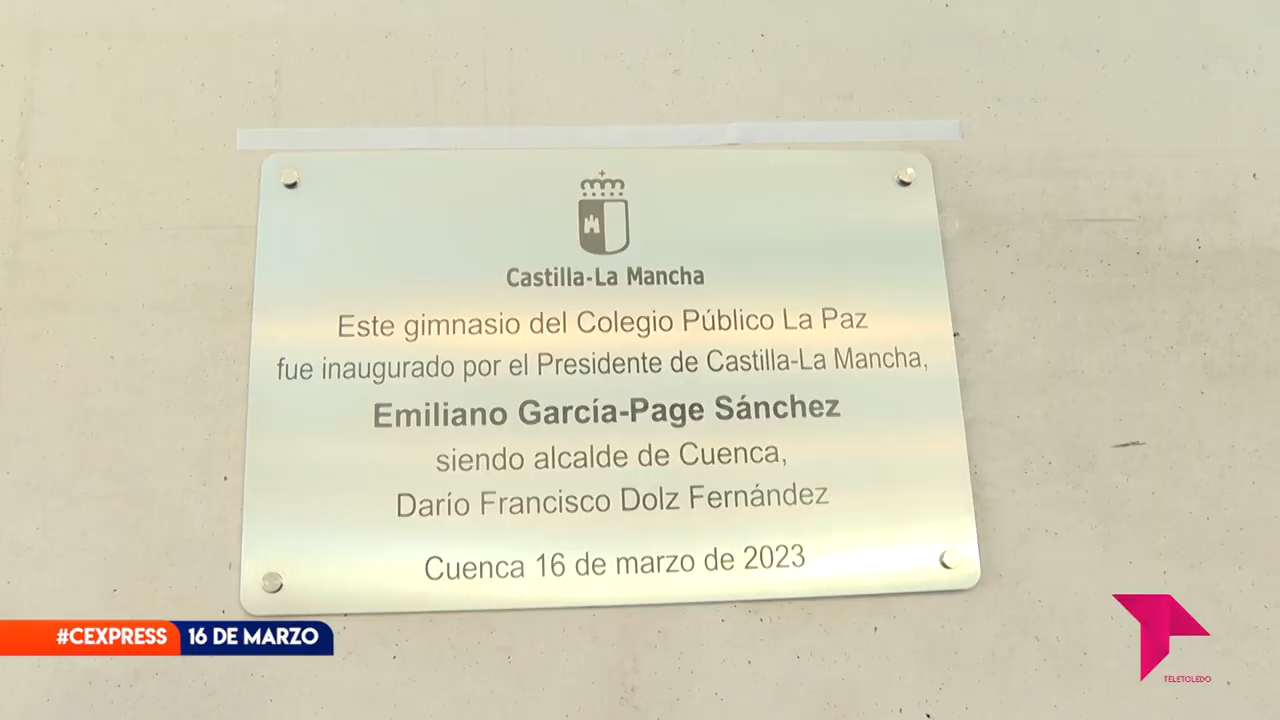 Castilla-La Mancha
Este gimnasio del Colegio Público La Paz
fue inaugurado por el Presidente de Castilla-La Mancha,
Emiliano García-Page Sánchez
siendo alcalde de Cuenca,
Darío Francisco Dolz Fernández
Cuenca 16 de marzo de 2023
#CEXPRESS 16 DE MARZO
TELETOLEDO